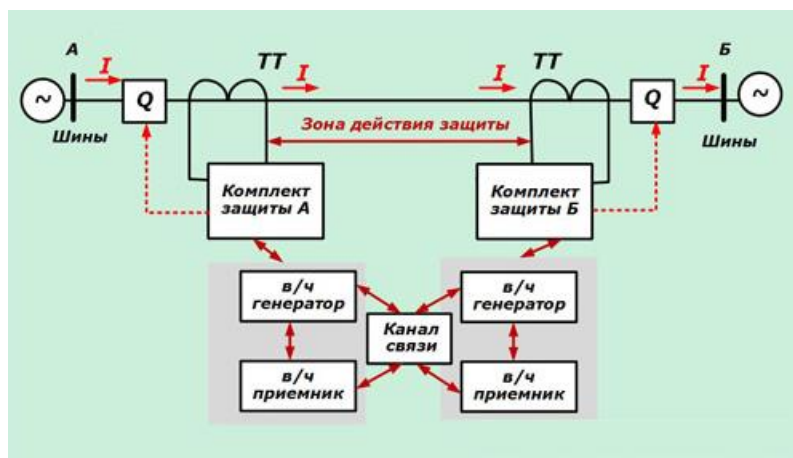 А
Б
I
ТТ
I
I
ТТ
I
~
Q
Q
~
Шины
Зона действия защиты
Шины
Комплект
защиты А
Комплект
защиты Б
в/ч
генератор
в/ч
генератор
Канал
связи
в/ч
приемник
в/ч
приемник